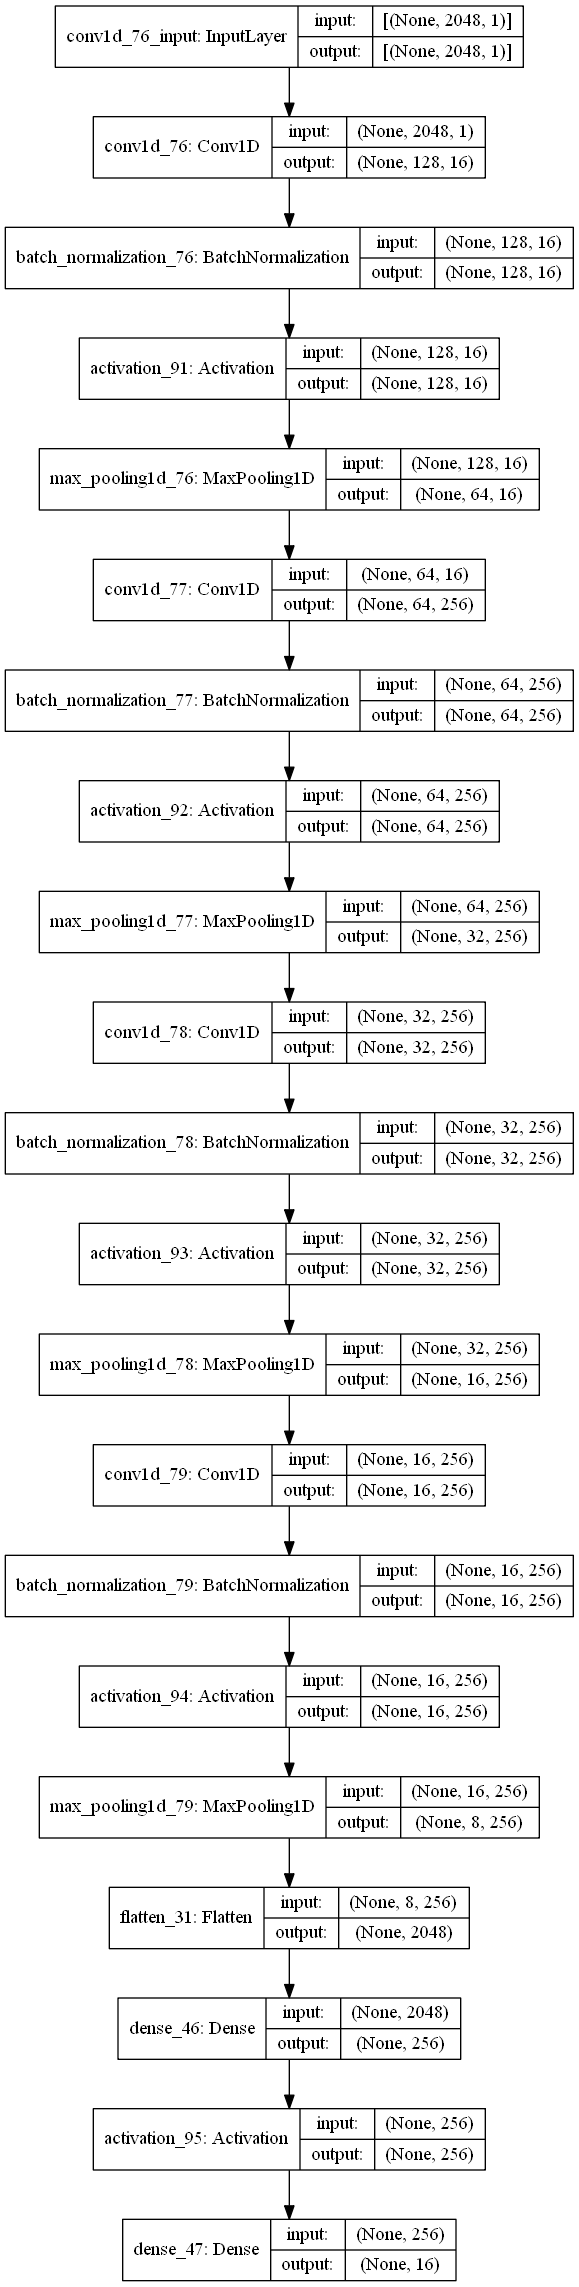 conv1d_76_input: InputLayer
input: [(None, 2048, 1)]
output: [(None, 2048, 1)]
conv1d_76: Conv1D
input: (None, 2048, 1)
output: (None, 128, 16)
batch_normalization_76: BatchNormalization
input: (None, 128, 16)
output: (None, 128, 16)
activation_91: Activation
input: (None, 128, 16)
output: (None, 128, 16)
max_pooling1d_76: MaxPooling1D
input: (None, 128, 16)
output: (None, 64, 16)
conv1d_77: Conv1D
input: (None, 64, 16)
output: (None, 64, 256)
batch_normalization_77: BatchNormalization
input: (None, 64, 256)
output: (None, 64, 256)
activation_92: Activation
input: (None, 64, 256)
output: (None, 64, 256)
max_pooling1d_77: MaxPooling1D
input: (None, 64, 256)
output: (None, 32, 256)
conv1d_78: Conv1D
input: (None, 32, 256)
output: (None, 32, 256)
batch_normalization_78: BatchNormalization
input: (None, 32, 256)
output: (None, 32, 256)
activation_93: Activation
input: (None, 32, 256)
output: (None, 32, 256)
max_pooling1d_78: MaxPooling1D
input: (None, 32, 256)
output: (None, 16, 256)
conv1d_79: Conv1D
input: (None, 16, 256)
output: (None, 16, 256)
batch_normalization_79: BatchNormalization
input: (None, 16, 256)
output: (None, 16, 256)
activation_94: Activation
input: (None, 16, 256)
output: (None, 16, 256)
max_pooling1d_79: MaxPooling1D
input: (None, 16, 256)
output: (None, 8, 256)
flatten_31: Flatten
input: (None, 8, 256)
output: (None, 2048)
dense_46: Dense
input: (None, 2048)
output: (None, 256)
activation_95: Activation
input: (None, 256)
output: (None, 256)
dense_47: Dense
input: (None, 256)
output: (None, 16)